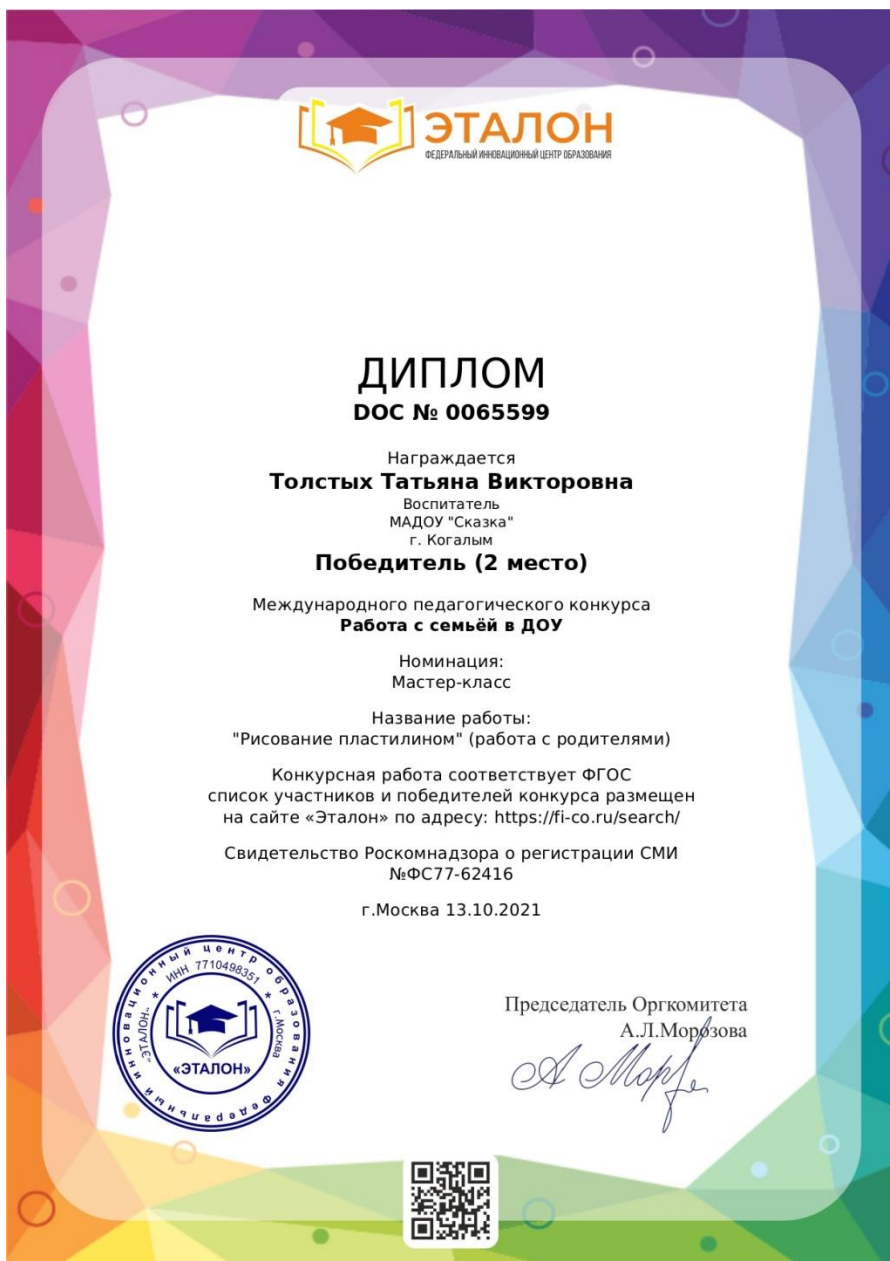 ЭТАЛОН
ФЕДЕРАЛЬНЫЙ ИННОВАЦИОННЫЙ ЦЕНТР ОБРАЗОВАНИЯ
ДИПЛОМ
DOC № 0065599
Награждается
Толстых Татьяна Викторовна
Воспитатель
МАДОУ "Сказка"
г. Когалым
Победитель (2 место)
Международного педагогического конкурса
Работа с семьёй в ДОУ
Номинация:
Мастер-класс
Название работы:
"Рисование пластилином" (работа с родителями)
Конкурсная работа соответствует ФГОС
список участников и победителей конкурса размещен
на сайте «Эталон» по адресу: https://fi-co.ru/search/
Свидетельство Роскомнадзора о регистрации СМИ
№ФС77-62416
г.Москва 13.10.2021
Федеральный инновационный центр образования
"ЭТАЛОН" * ИНН 7710498351 * г.Москва
«ЭТАЛОН»
Председатель Оргкомитета
А.Л.Морозова